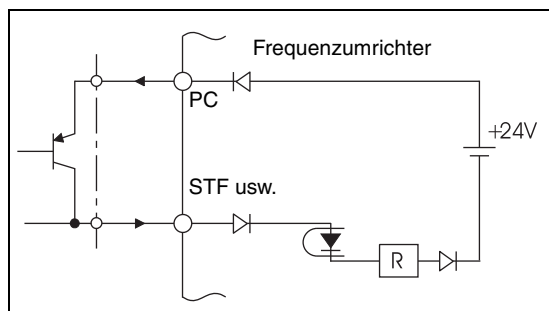 Frequenzumrichter
PC
+24V
STF usw.
R